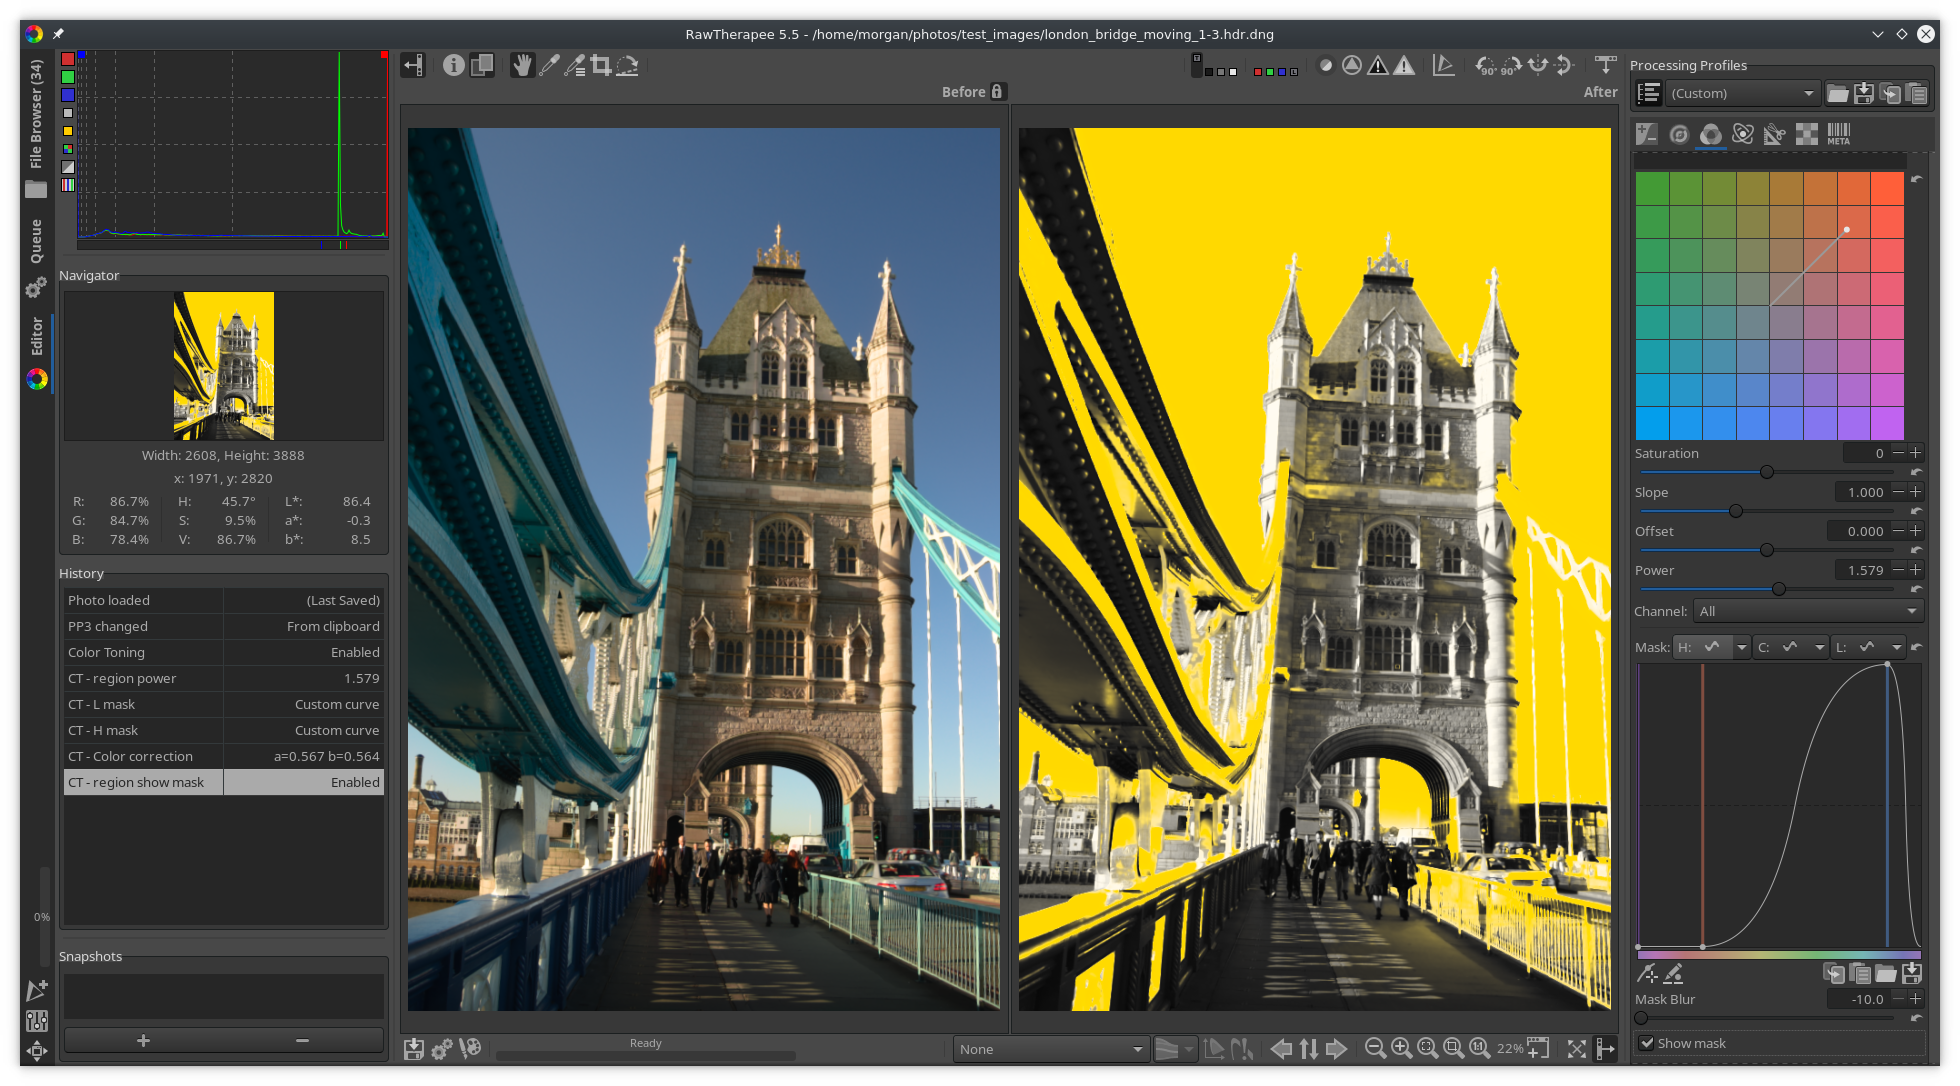 RawTherapee 5.5 - /home/morgan/photos/test_images/london_bridge_moving_1-3.hdr.dng
File Browser (34)
Queue
Editor
0%
Navigator
Width: 2608, Height: 3888
x: 1971, y: 2820
R: 86.7% H: 45.7° L*: 86.4
G: 84.7% S: 9.5% a*: -0.3
B: 78.4% V: 86.7% b*: 8.5
History
Photo loaded (Last Saved)
PP3 changed From clipboard
Color Toning Enabled
CT - region power 1.579
CT - L mask Custom curve
CT - H mask Custom curve
CT - Color correction a=0.567 b=0.564
CT - region show mask Enabled
Snapshots
90° 90°
Before After
Ready
None
1:1
22%
Processing Profiles
(Custom)
META
Saturation 0
Slope 1.000
Offset 0.000
Power 1.579
Channel: All
Mask: H: C: L:
Mask Blur -10.0
Show mask